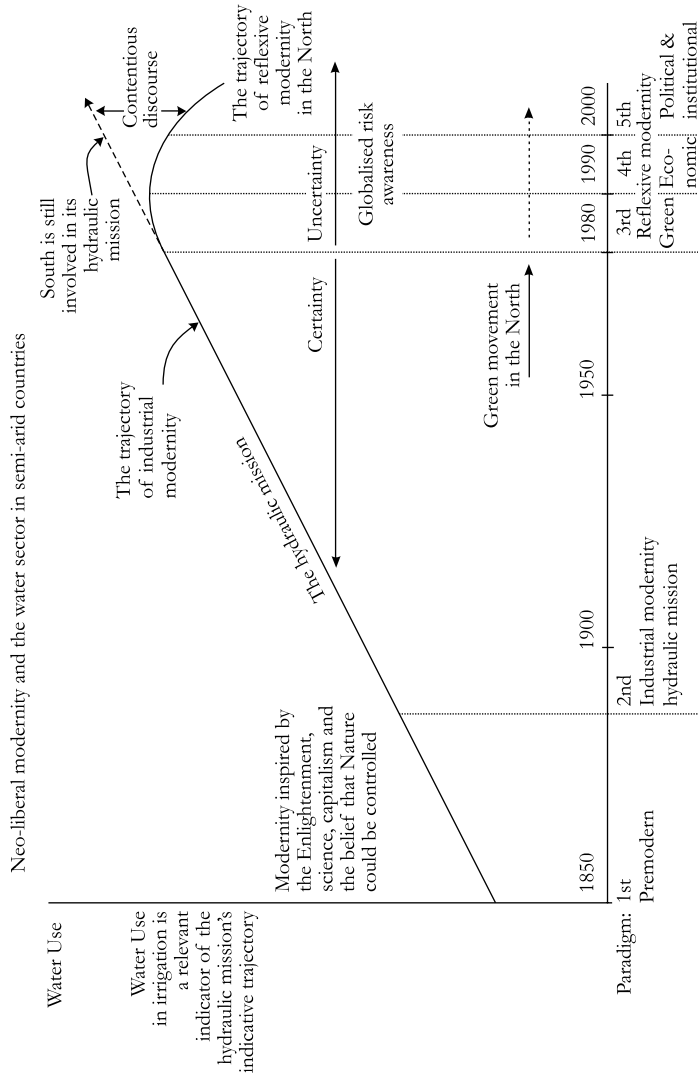 Neo-liberal modernity and the water sector in semi-arid countries
Water Use
Water Use
in irrigation is
a relevant
indicator of the
hydraulic mission's
indicative trajectory
Modernity inspired by
the Enlightenment,
science, capitalism and
the belief that Nature
could be controlled
The hydraulic mission
The trajectory
of industrial
modernity
South is still
involved in its
hydraulic
mission
Contentious
discourse
The trajectory
of reflexive
modernity
in the North
Certainty
Uncertainty
Globalised risk
awareness
Green movement
in the North
1850
1900
1950
1980
1990
2000
Paradigm:
1st
Premodern
2nd
Industrial modernity
hydraulic mission
3rd
4th
5th
Reflexive modernity
Green
Eco-
nomic
Political &
institutional